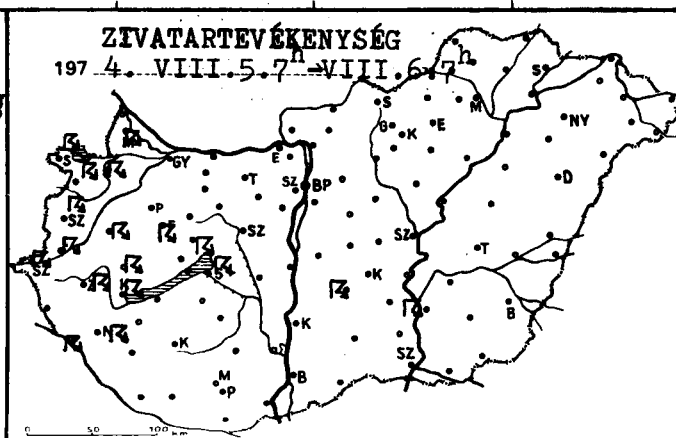 ZIVATARTEVÉKENYSÉG
1974. VIII.5.7h→VIII.6.7h
S
S
M
G
K
E
NY
M
S
GY
E
T
SZ
BP
D
SZ
P
SZ
SZ
T
SZ
S
K
K
B
N
K
K
S
SZ
M
P
B
0 50 100 km